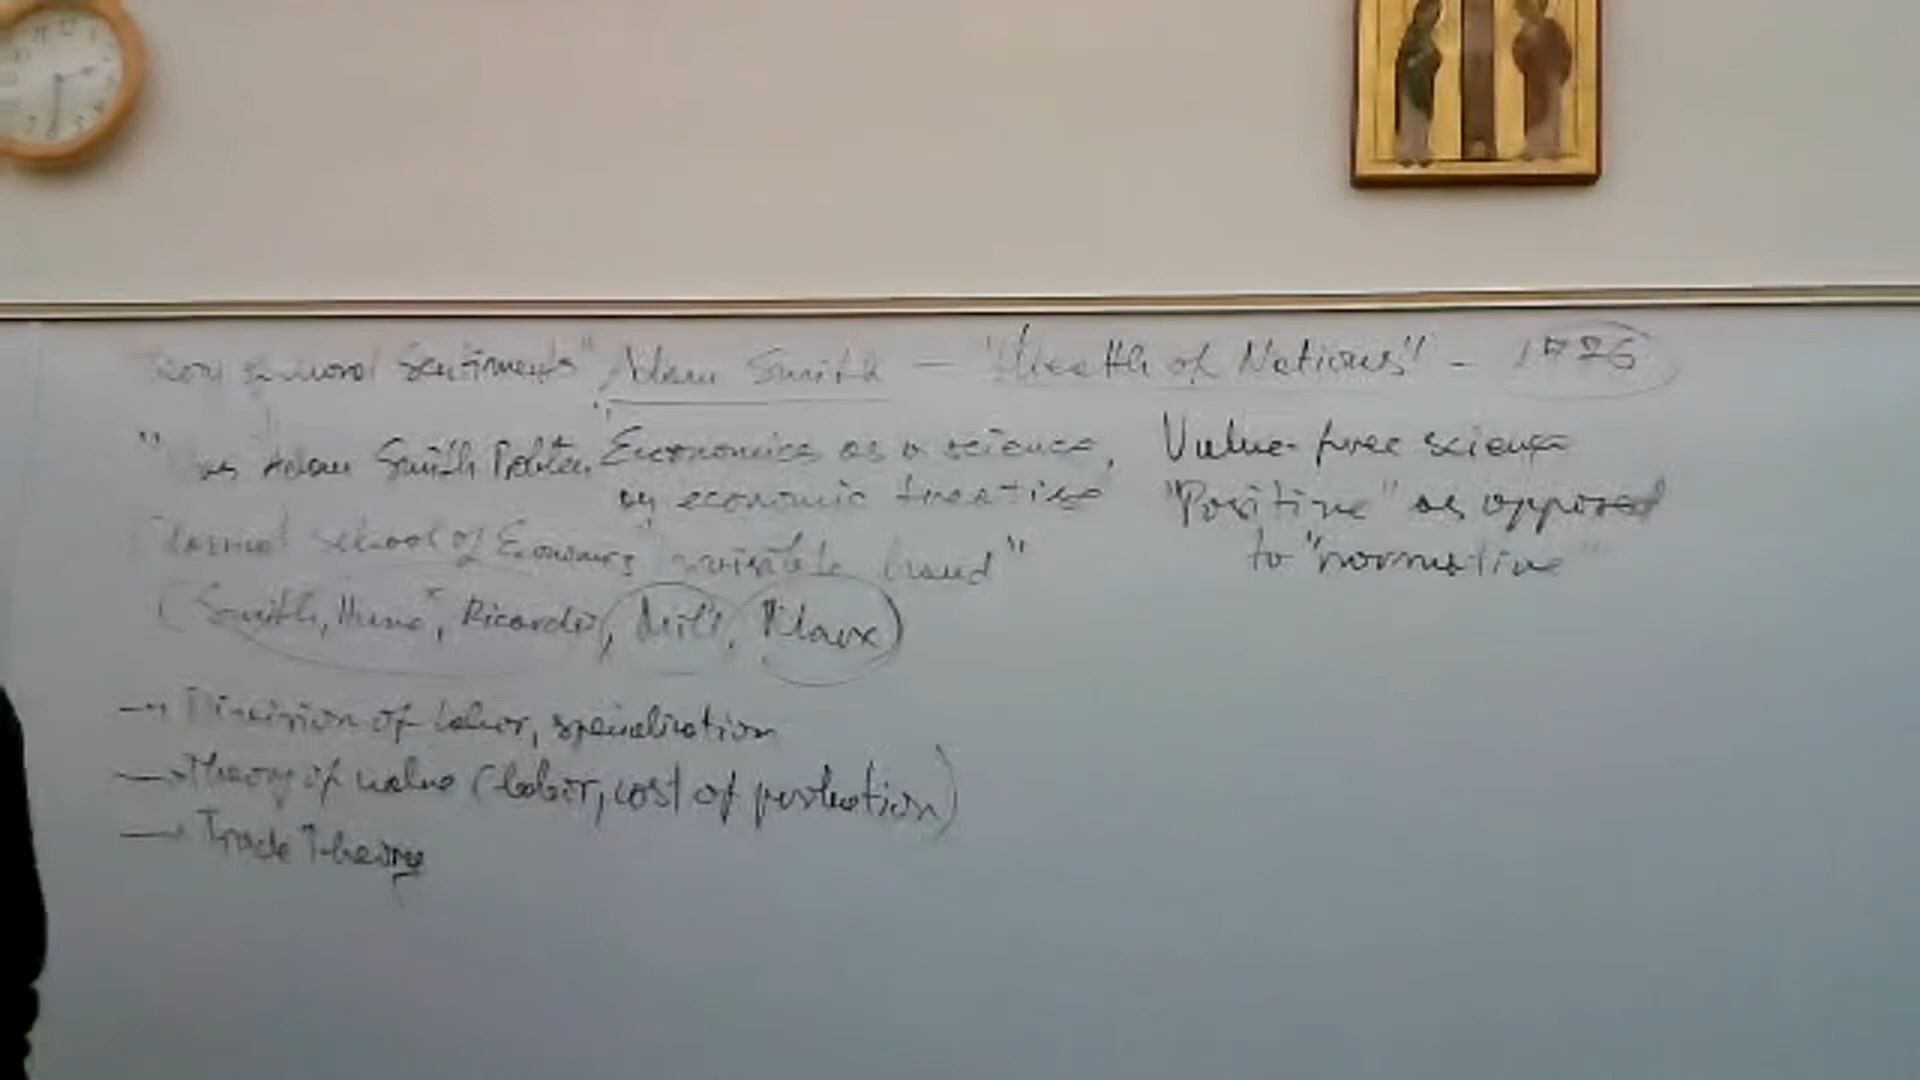 "Theory of Moral Sentiments" Adam Smith — "Wealth of Nations" - 1776
"as Adam Smith Economics as a science,
an economic treatise
Value-free science
"Positive" as opposed
to "normative"
Classical School of Economics "invisible hand"
(Smith, Hume*, Ricardo, Mill, Marx)
→ Division of labor, specialization
→ Theory of value (labor, cost of production)
→ Trade Theory